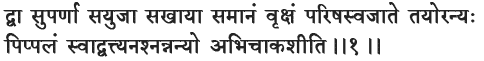 द्वा सुपर्णा सयुजा सखाया समानं वृक्षं परिषस्वजाते तयोरन्यः
पिप्पलं स्वाद्वत्त्यनश्नन्नन्यो अभिचाकशीति ।।१।।